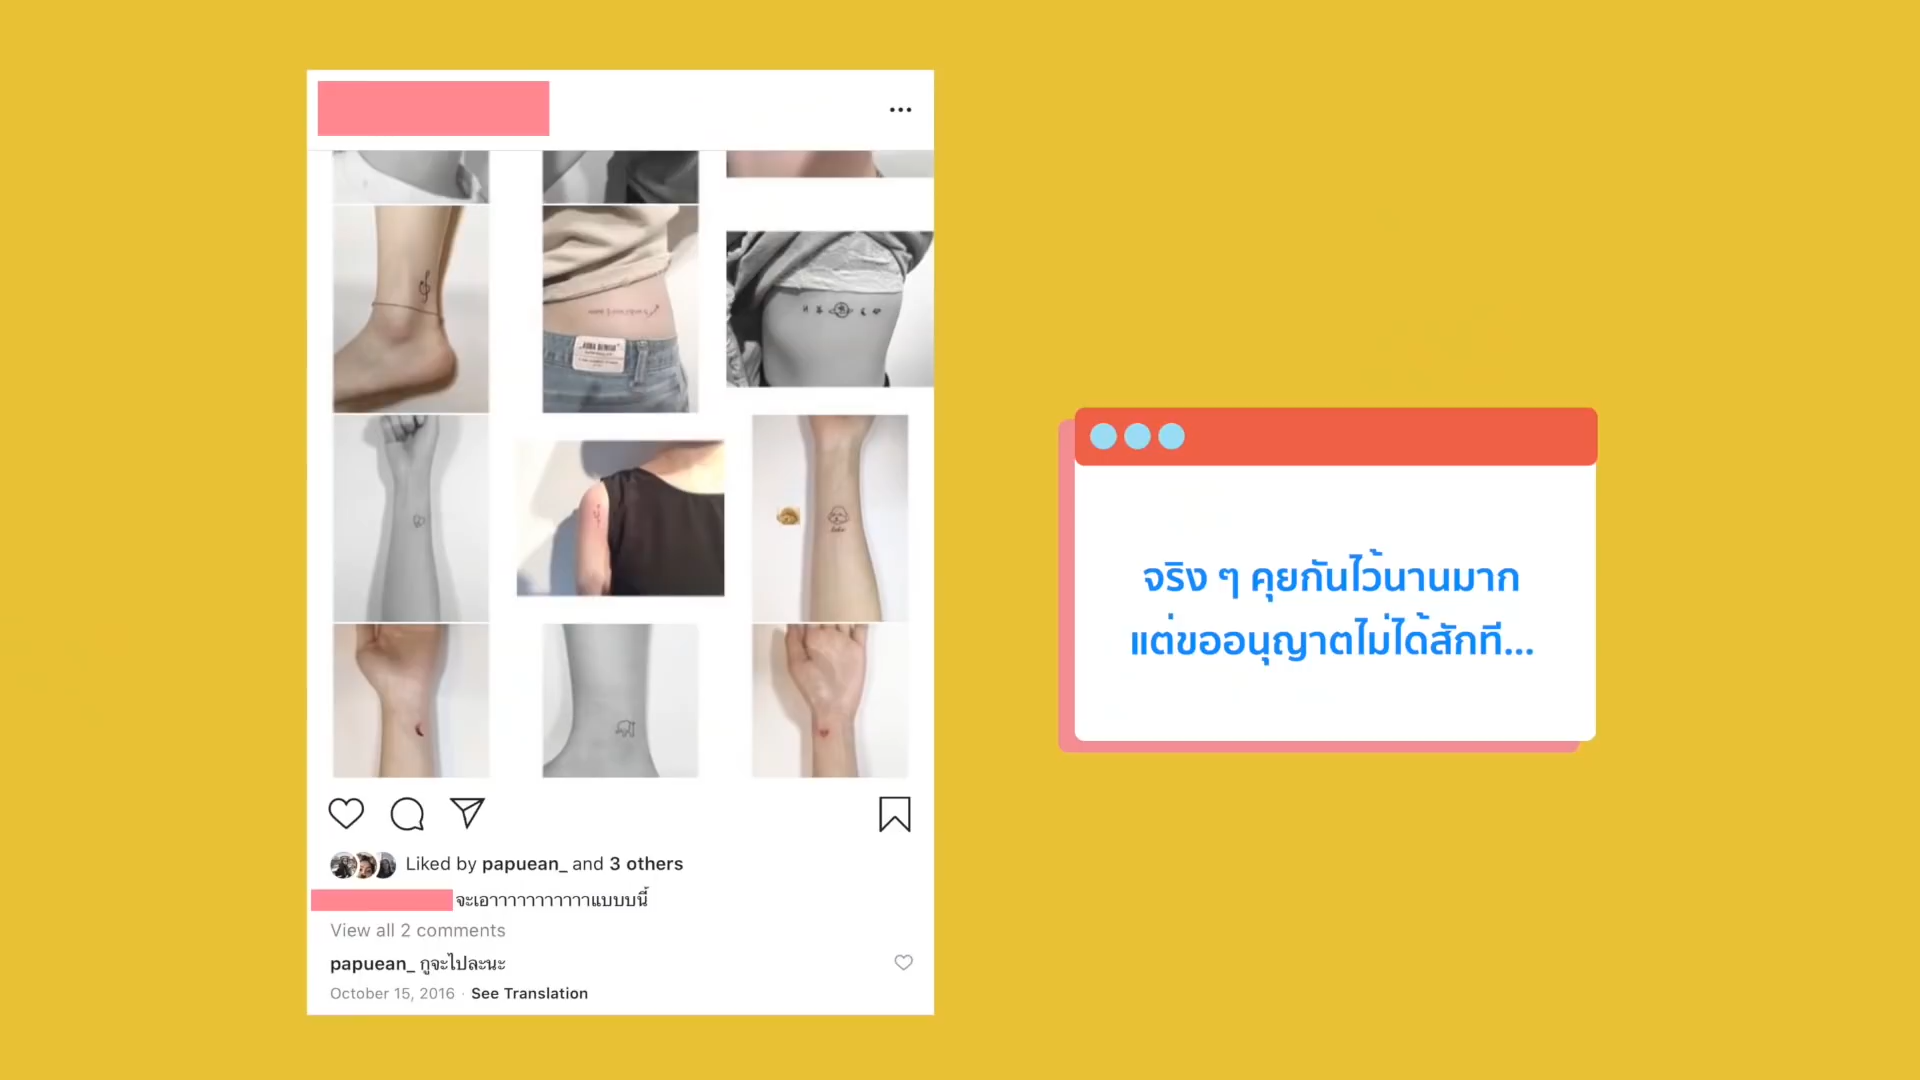 Liked by papuean_ and 3 others
จะเอาาาาาาาาาาาแบบบนี้
View all 2 comments
papuean_ กูจะไปละนะ
October 15, 2016 · See Translation
จริง ๆ คุยกันไว้นานมาก
แต่ขออนุญาตไม่ได้สักที...